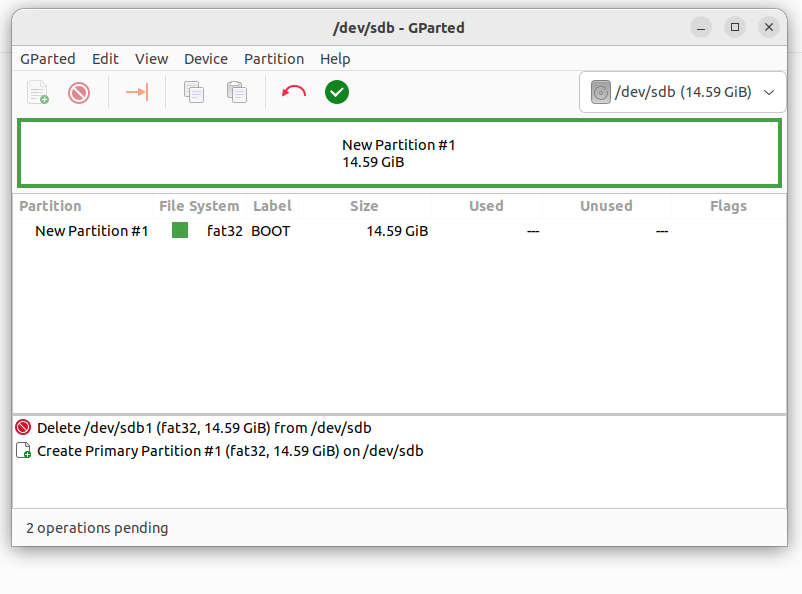 /dev/sdb - GParted
GParted Edit View Device Partition Help
/dev/sdb (14.59 GiB)
New Partition #1
14.59 GiB
Partition File System Label Size Used Unused Flags
New Partition #1 fat32 BOOT 14.59 GiB --- ---
Delete /dev/sdb1 (fat32, 14.59 GiB) from /dev/sdb
Create Primary Partition #1 (fat32, 14.59 GiB) on /dev/sdb
2 operations pending